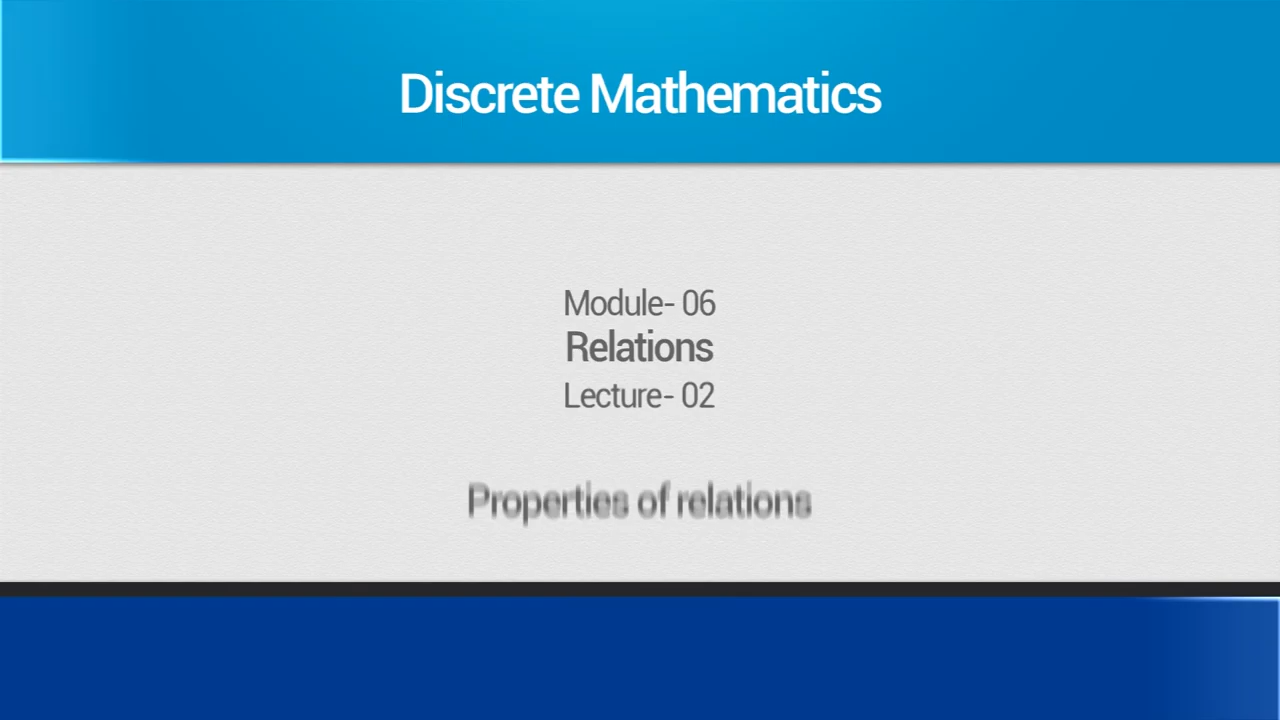 Discrete Mathematics
Module- 06
Relations
Lecture- 02
Properties of relations